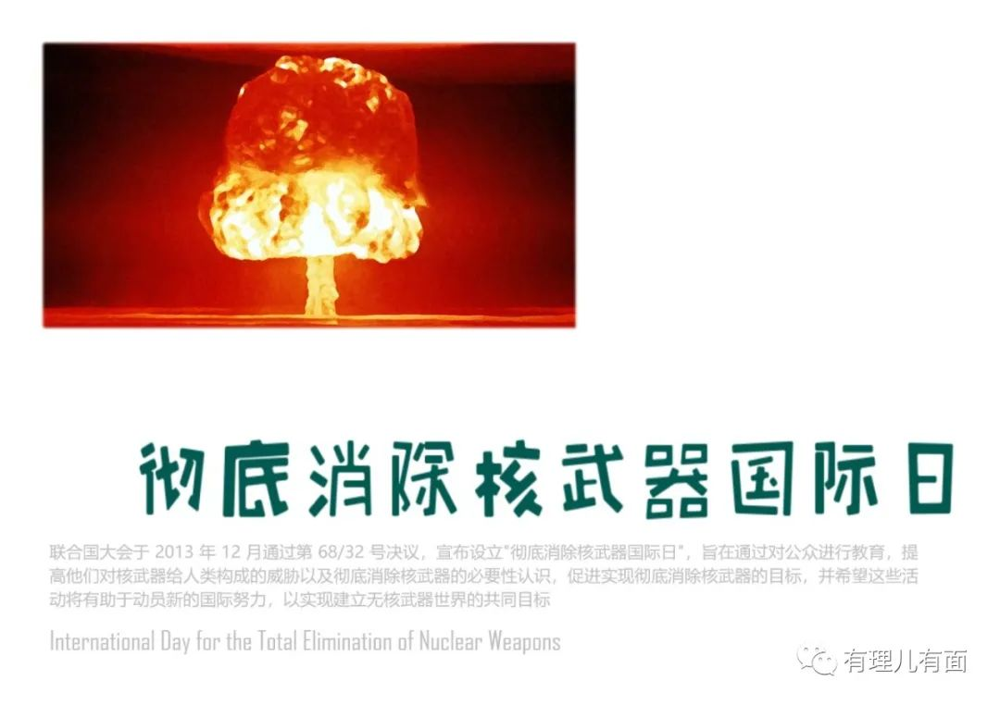 彻底消除核武器国际日
联合国大会于 2013 年 12 月通过第 68/32 号决议，宣布设立"彻底消除核武器国际日"，旨在通过对公众进行教育，提
高他们对核武器给人类构成的威胁以及彻底消除核武器的必要性认识，促进实现彻底消除核武器的目标，并希望这些活
动将有助于动员新的国际努力，以实现建立无核武器世界的共同目标
International Day for the Total Elimination of Nuclear Weapons
有理儿有面